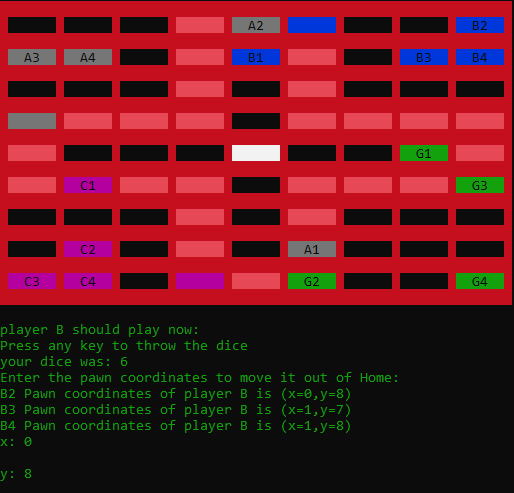 A2 B2
A3 A4 B1 B3 B4
G1
C1 G3
C2 A1
C3 C4 G2 G4
player B should play now:
Press any key to throw the dice
your dice was: 6
Enter the pawn coordinates to move it out of Home:
B2 Pawn coordinates of player B is (x=0,y=8)
B3 Pawn coordinates of player B is (x=1,y=7)
B4 Pawn coordinates of player B is (x=1,y=8)
x: 0
y: 8